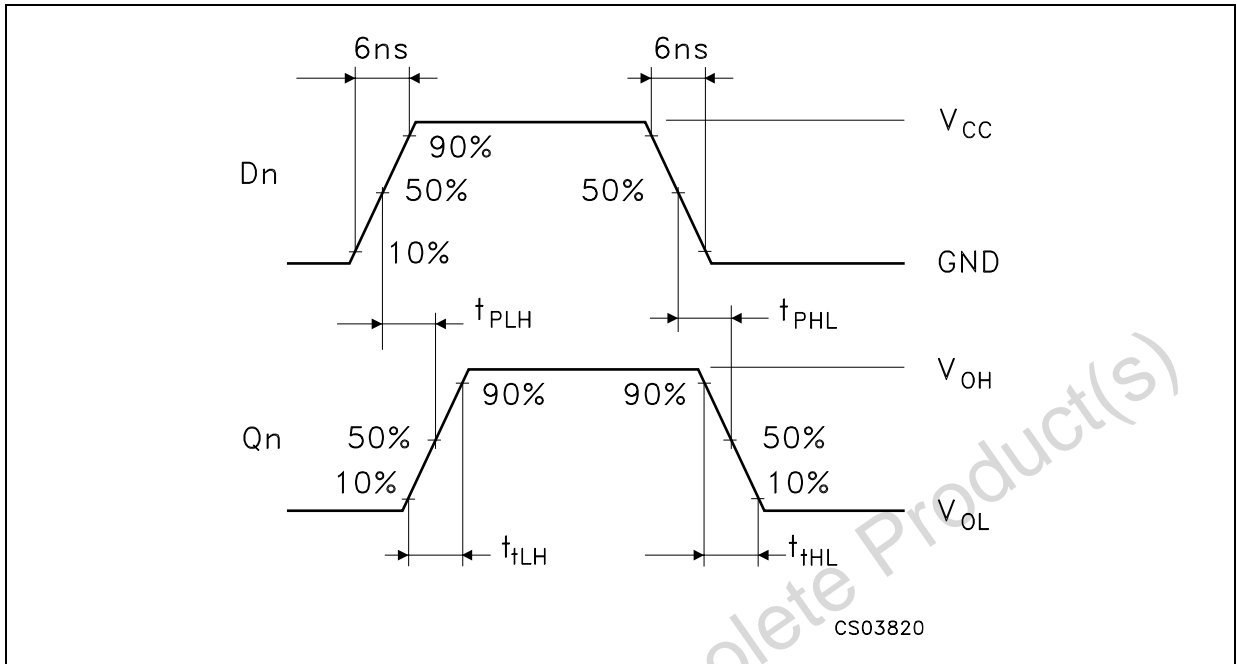 6ns 6ns
V_CC
90%
Dn
50% 50%
10%
GND
t_PLH t_PHL
V_OH
90% 90%
Qn 50% 50%
10% 10%
V_OL
t_tLH t_tHL
CS03820
olete Product(s)